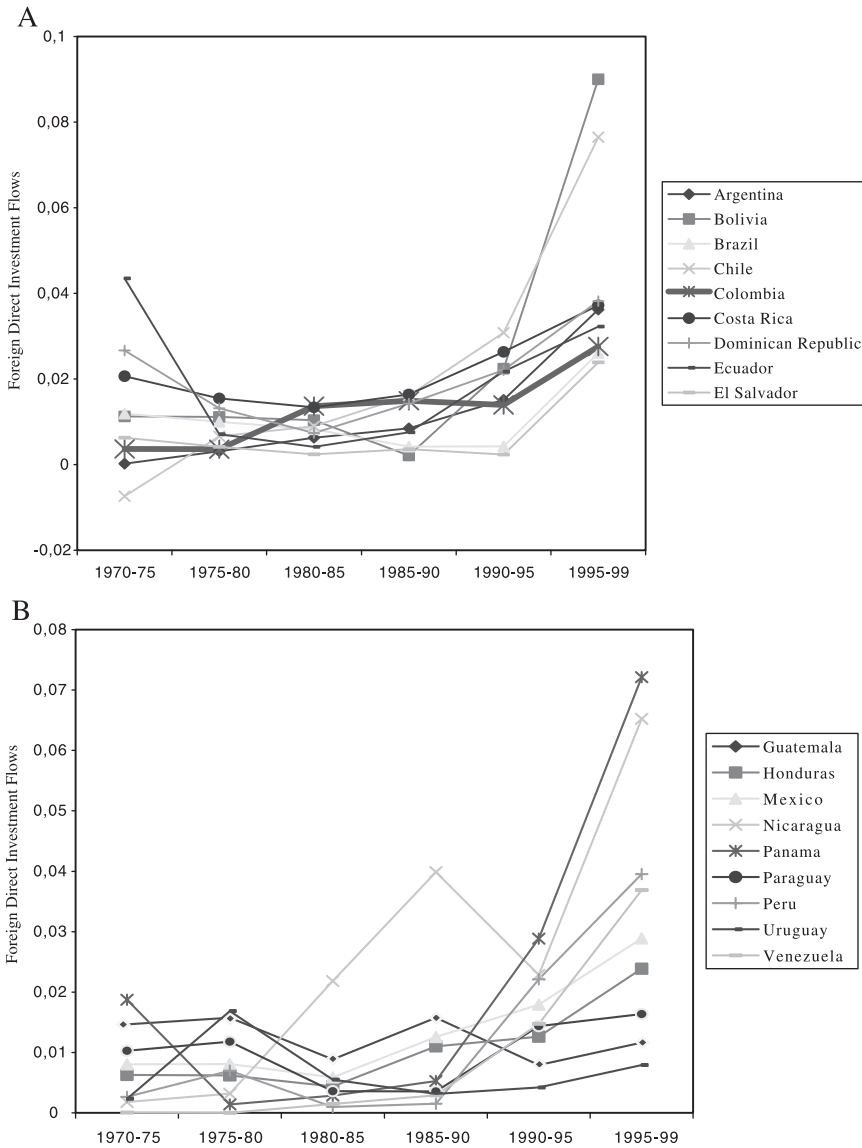 A
0,1
0,08
0,06
0,04
0,02
0
-0,02
Foreign Direct Investment Flows
1970-75 1975-80 1980-85 1985-90 1990-95 1995-99
Argentina
Bolivia
Brazil
Chile
Colombia
Costa Rica
Dominican Republic
Ecuador
El Salvador
B
0,08
0,07
0,06
0,05
0,04
0,03
0,02
0,01
0
Foreign Direct Investment Flows
1970-75 1975-80 1980-85 1985-90 1990-95 1995-99
Guatemala
Honduras
Mexico
Nicaragua
Panama
Paraguay
Peru
Uruguay
Venezuela